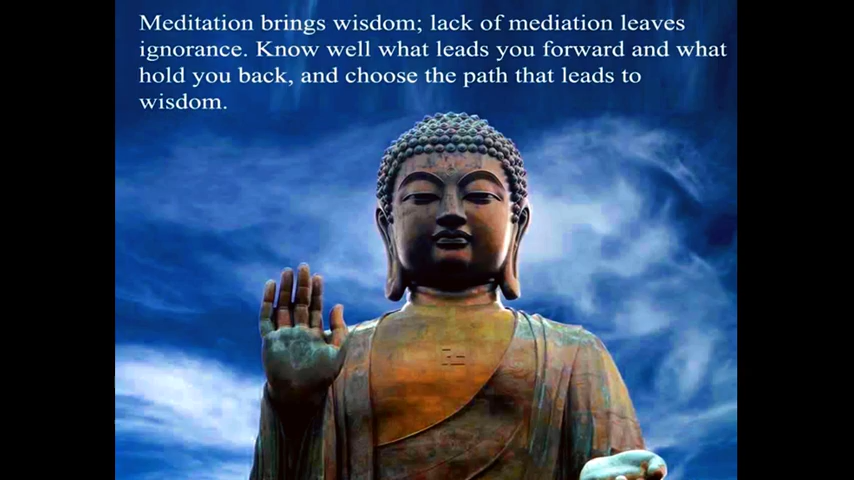 Meditation brings wisdom; lack of mediation leaves
ignorance. Know well what leads you forward and what
hold you back, and choose the path that leads to
wisdom.